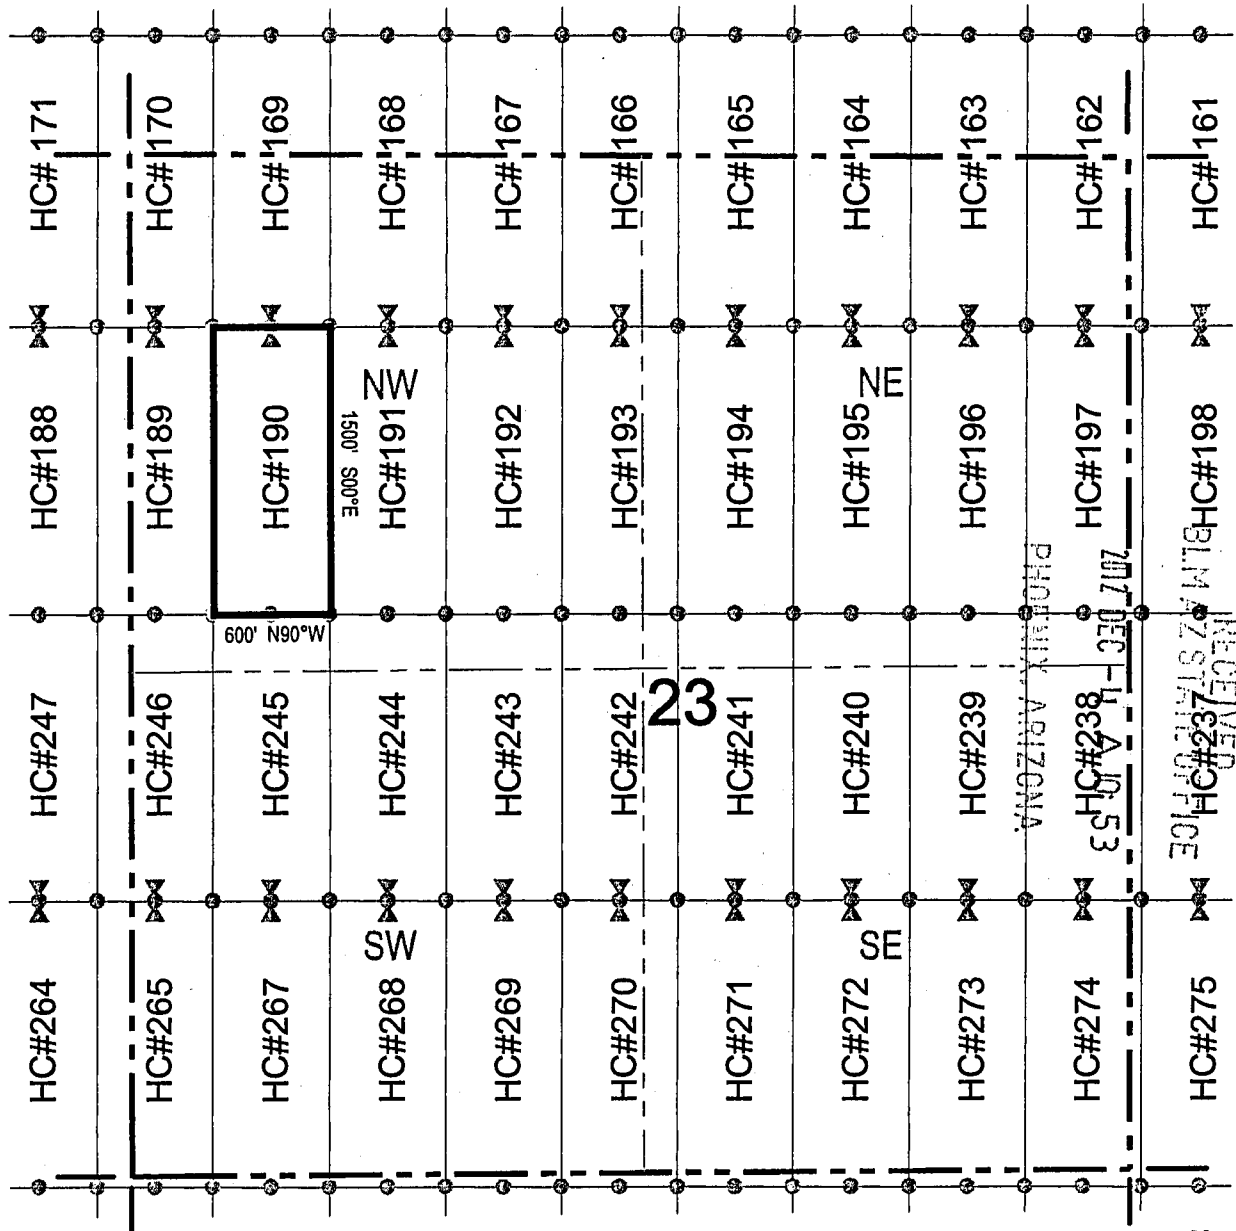 HC# 171
HC# 170
HC# 169
HC# 168
HC# 167
HC# 166
HC# 165
HC# 164
HC# 163
HC# 162
HC# 161
NW
NE
HC#188
HC#189
HC#190
1500' S00°E
HC#191
HC#192
HC#193
HC#194
HC#195
HC#196
HC#197
HC#198
600' N90°W
RECEIVED
BLM AZ STATE OFFICE
2012 DEC -4 A 10: 53
PHOENIX, ARIZONA
23
HC#247
HC#246
HC#245
HC#244
HC#243
HC#242
HC#241
HC#240
HC#239
HC#238
HC#237
SW
SE
HC#264
HC#265
HC#267
HC#268
HC#269
HC#270
HC#271
HC#272
HC#273
HC#274
HC#275